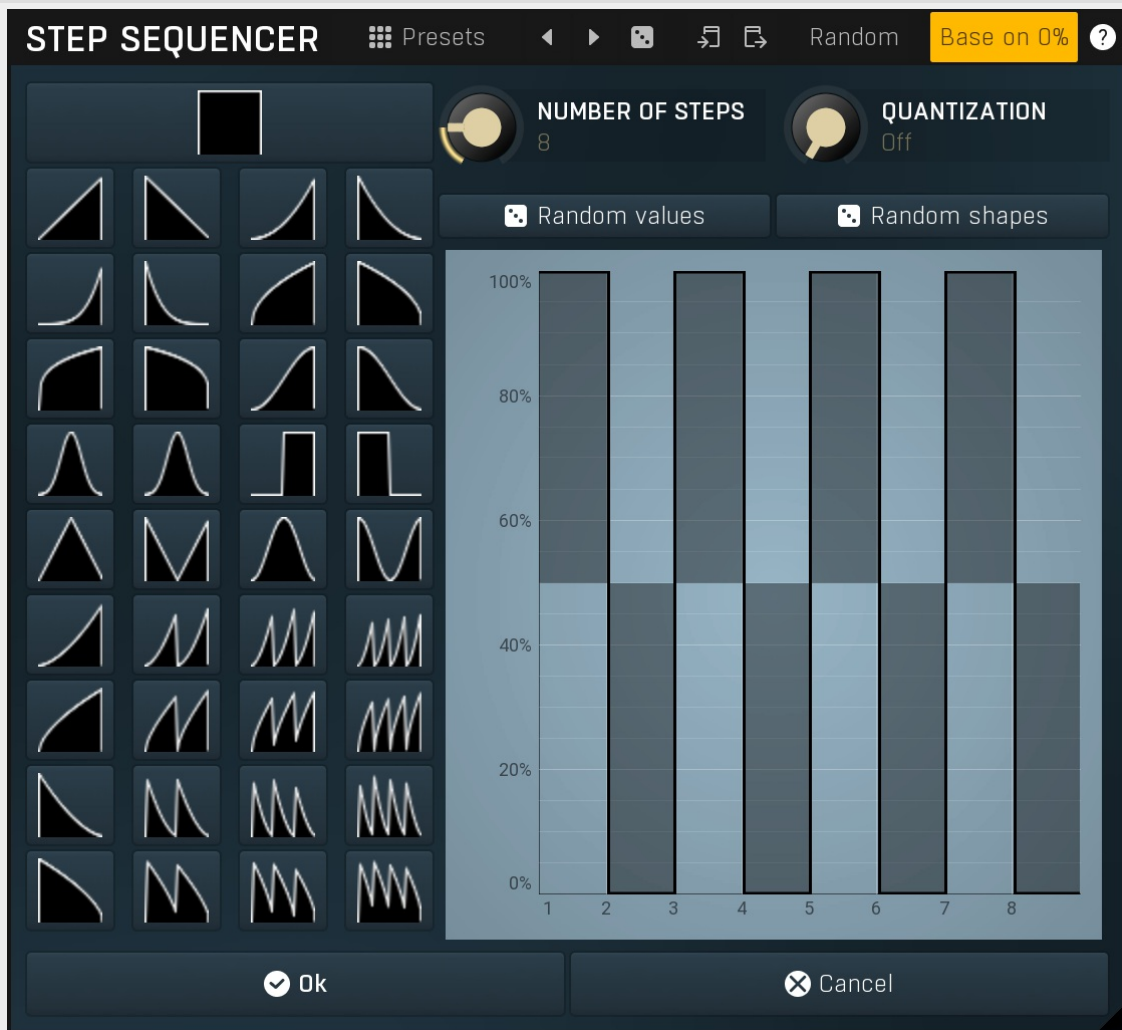 STEP SEQUENCER Presets Random Base on 0% ?
NUMBER OF STEPS
8
QUANTIZATION
Off
Random values
Random shapes
100%
80%
60%
40%
20%
0%
1 2 3 4 5 6 7 8
Ok
Cancel